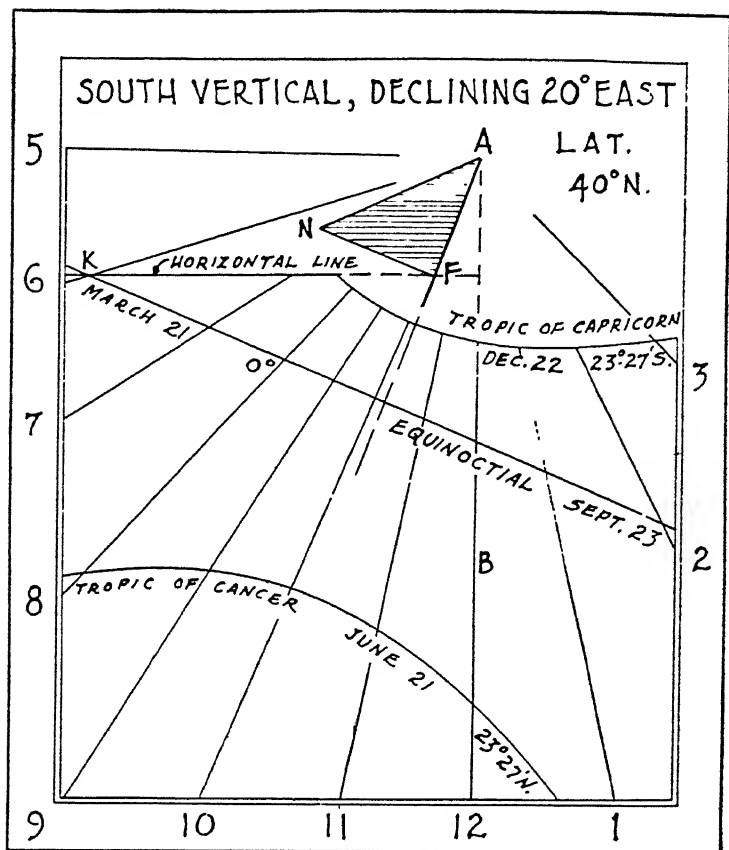 SOUTH VERTICAL, DECLINING 20° EAST
5
A
LAT.
40°N.
N
K
HORIZONTAL LINE
F
6
MARCH 21
TROPIC OF CAPRICORN
DEC. 22
23°27'S.
3
0°
7
EQUINOCTIAL
SEPT. 23
B
2
8
TROPIC OF CANCER
JUNE 21
23°27'N.
9
10
11
12
1